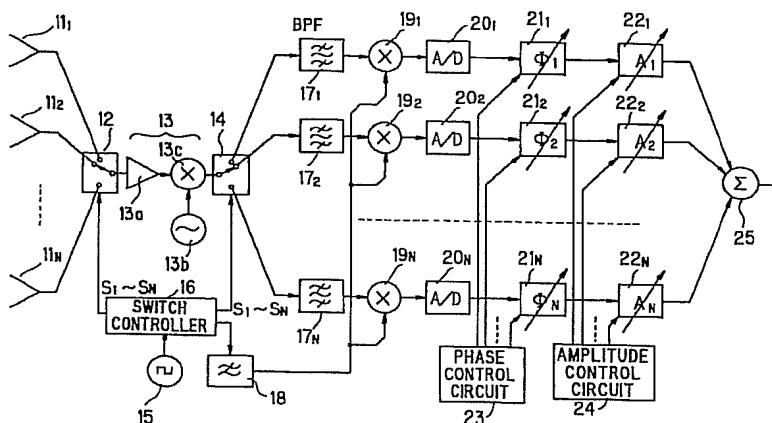 11₁
11₂
11N
12
13
13c
13a
13b
14
S₁~SN
16
SWITCH
CONTROLLER
S₁~SN
15
18
BPF
17₁
17₂
17N
19₁
19₂
19N
20₁
A/D
20₂
A/D
20N
A/D
21₁
Φ₁
21₂
Φ₂
21N
ΦN
22₁
A₁
22₂
A₂
22N
AN
Σ
25
PHASE
CONTROL
CIRCUIT
23
AMPLITUDE
CONTROL
CIRCUIT
24